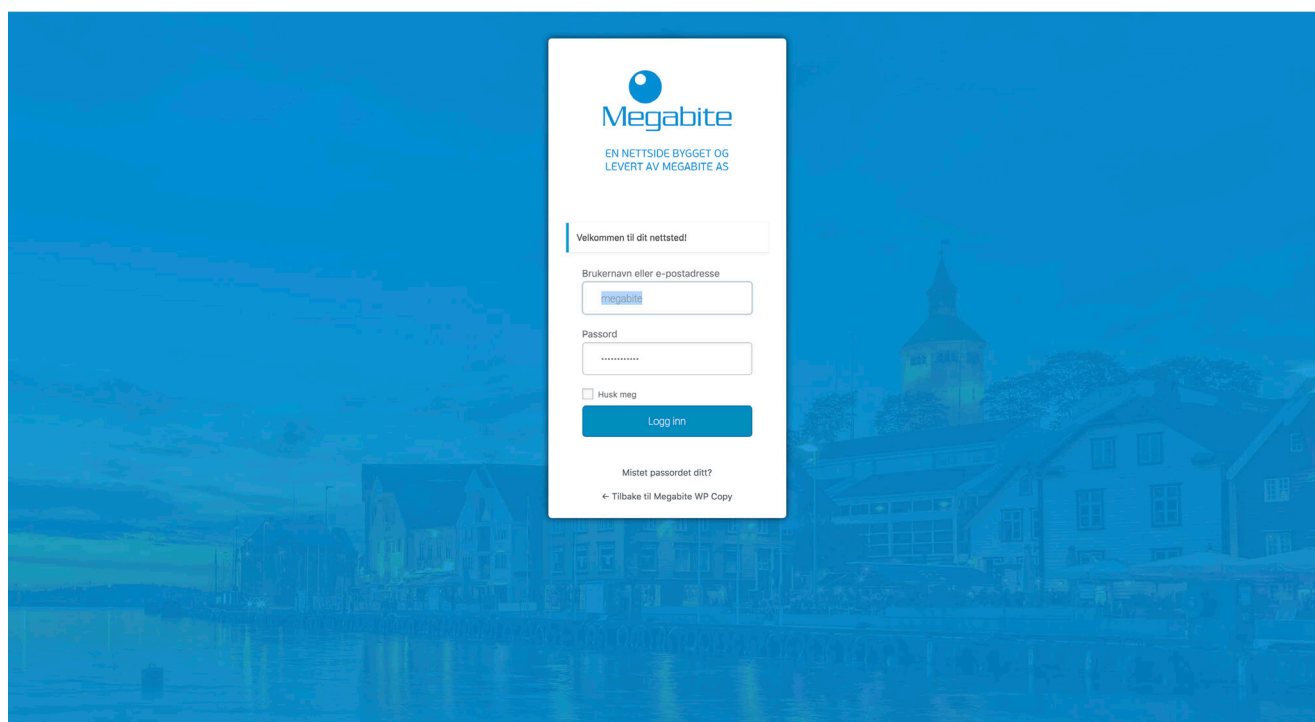 Megabite
EN NETTSIDE BYGGET OG
LEVERT AV MEGABITE AS
Velkommen til dit nettsted!
Brukernavn eller e-postadresse
megabite
Passord
············
Husk meg
Logg inn
Mistet passordet ditt?
← Tilbake til Megabite WP Copy